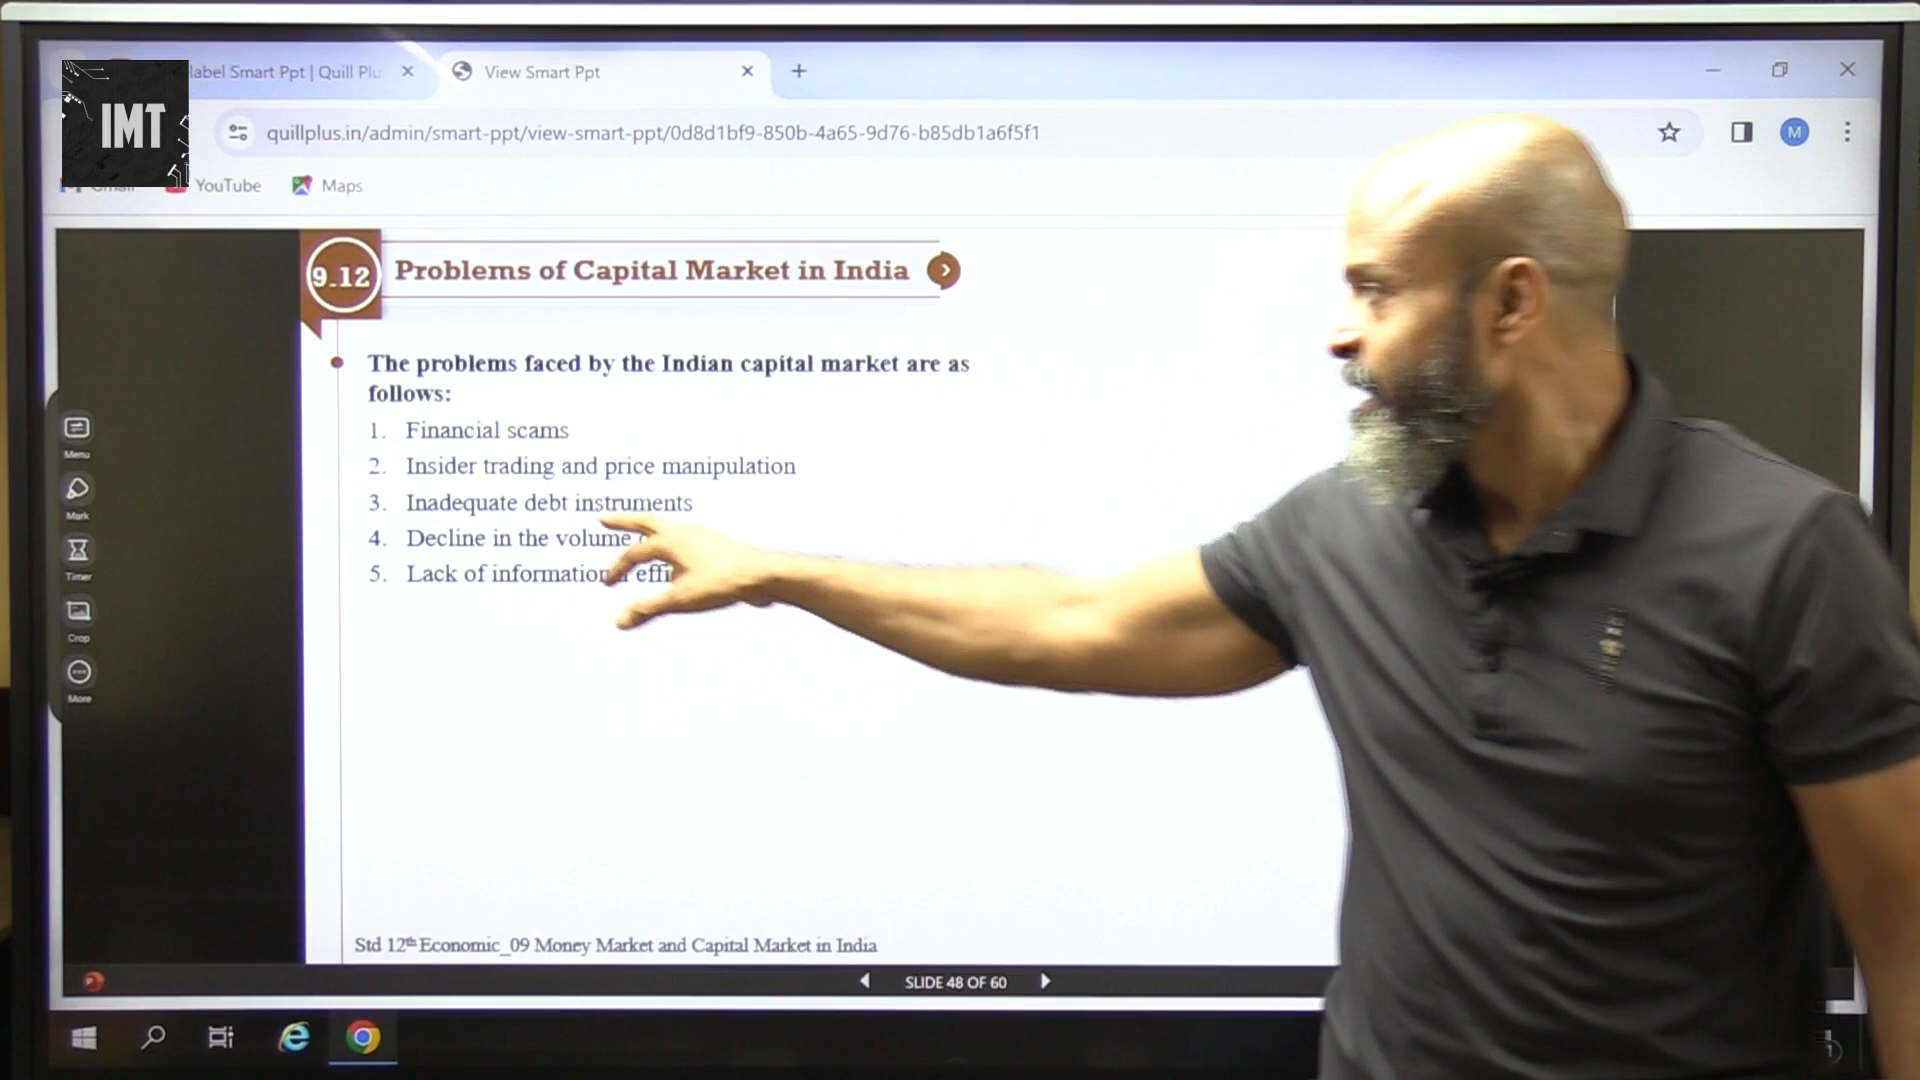 IMT
label Smart Ppt | Quill Plu
View Smart Ppt
quillplus.in/admin/smart-ppt/view-smart-ppt/0d8d1bf9-850b-4a65-9d76-b85db1a6f5f1
M
Gmail
YouTube
Maps
9.12
Problems of Capital Market in India
The problems faced by the Indian capital market are as
follows:
1. Financial scams
2. Insider trading and price manipulation
3. Inadequate debt instruments
4. Decline in the volume
5. Lack of informational effi
Menu
Mark
Timer
Crop
More
Std 12th Economic_09 Money Market and Capital Market in India
SLIDE 48 OF 60